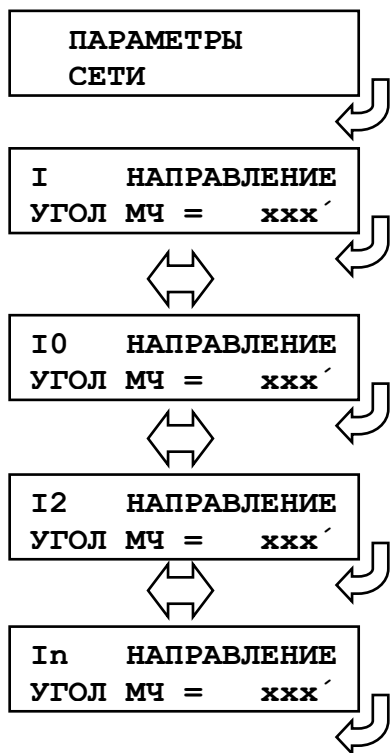 ПАРАМЕТРЫ
СЕТИ
I НАПРАВЛЕНИЕ
УГОЛ МЧ = xxx´
I0 НАПРАВЛЕНИЕ
УГОЛ МЧ = xxx´
I2 НАПРАВЛЕНИЕ
УГОЛ МЧ = xxx´
In НАПРАВЛЕНИЕ
УГОЛ МЧ = xxx´